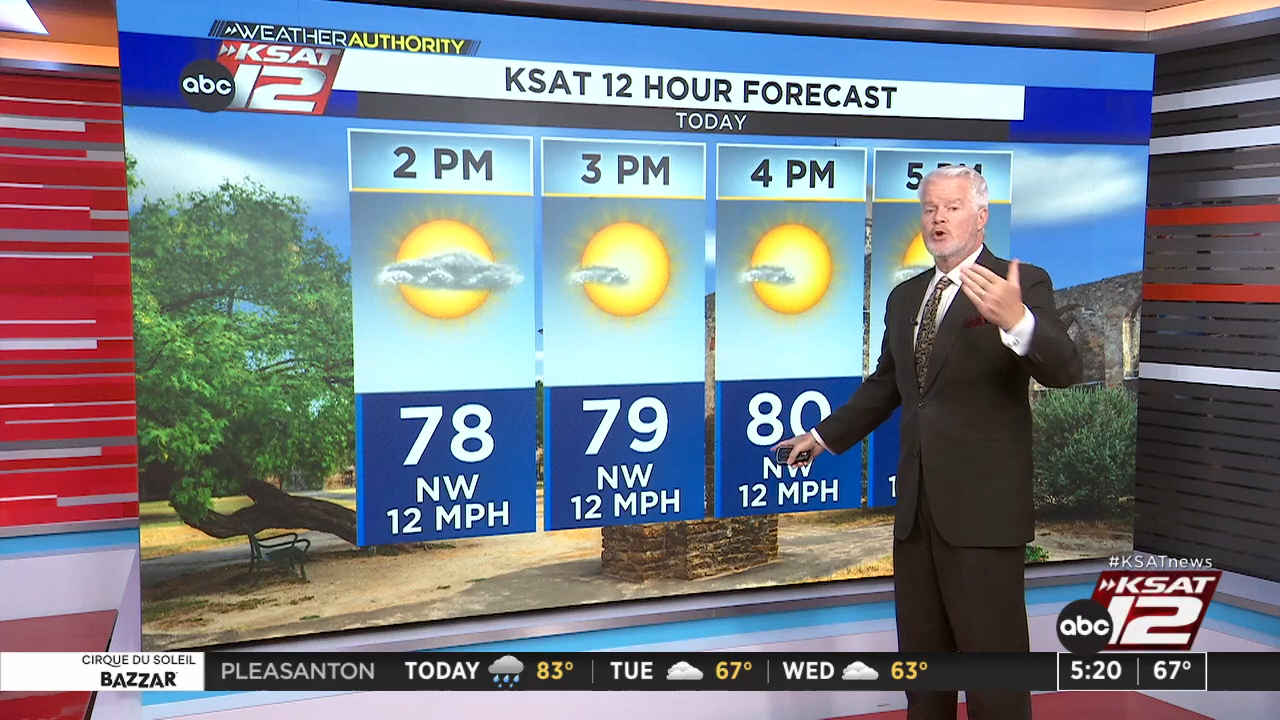 WEATHERAUTHORITY
KSAT
abc 12
KSAT 12 HOUR FORECAST
TODAY
2 PM
3 PM
4 PM
78
NW
12 MPH
79
NW
12 MPH
80
NW
12 MPH
#KSATnews
KSAT
abc 12
CIRQUE DU SOLEIL
BAZZAR
PLEASANTON TODAY 83° TUE 67° WED 63°
5:20 67°